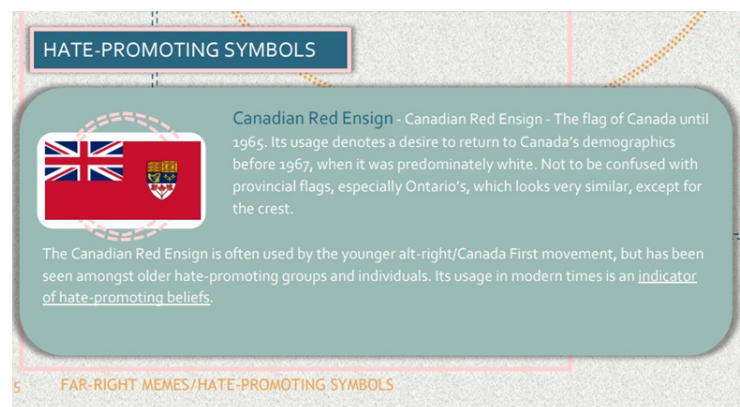 HATE-PROMOTING SYMBOLS
Canadian Red Ensign - Canadian Red Ensign - The flag of Canada until
1965. Its usage denotes a desire to return to Canada's demographics
before 1967, when it was predominately white. Not to be confused with
provincial flags, especially Ontario's, which looks very similar, except for
the crest.
The Canadian Red Ensign is often used by the younger alt-right/Canada First movement, but has been
seen amongst older hate-promoting groups and individuals. Its usage in modern times is an indicator
of hate-promoting beliefs.
5 FAR-RIGHT MEMES/HATE-PROMOTING SYMBOLS